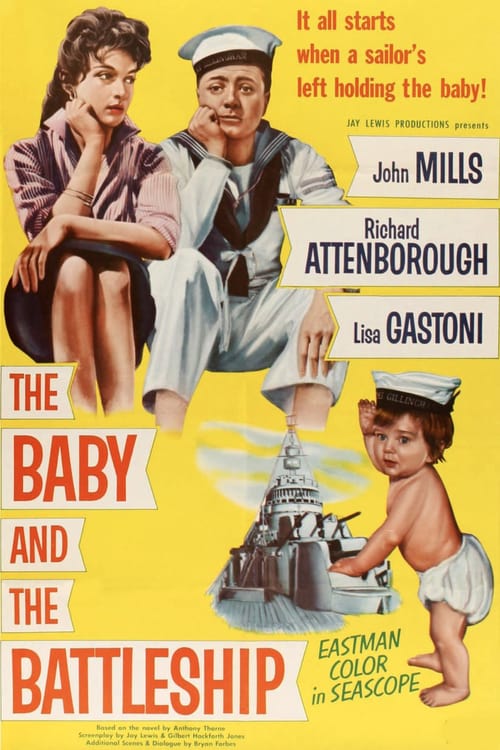 It all starts
when a sailor's
left holding the baby!
JAY LEWIS PRODUCTIONS presents
John MILLS
Richard
ATTENBOROUGH
Lisa GASTONI
GILLINGHAM
GILLINGH
THE
BABY
AND
THE
BATTLESHIP
EASTMAN
COLOR
in SEASCOPE
Based on the novel by Anthony Thorne
Screenplay by Jay Lewis & Gilbert Hackforth Jones
Additional Scenes & Dialogue by Bryan Forbes